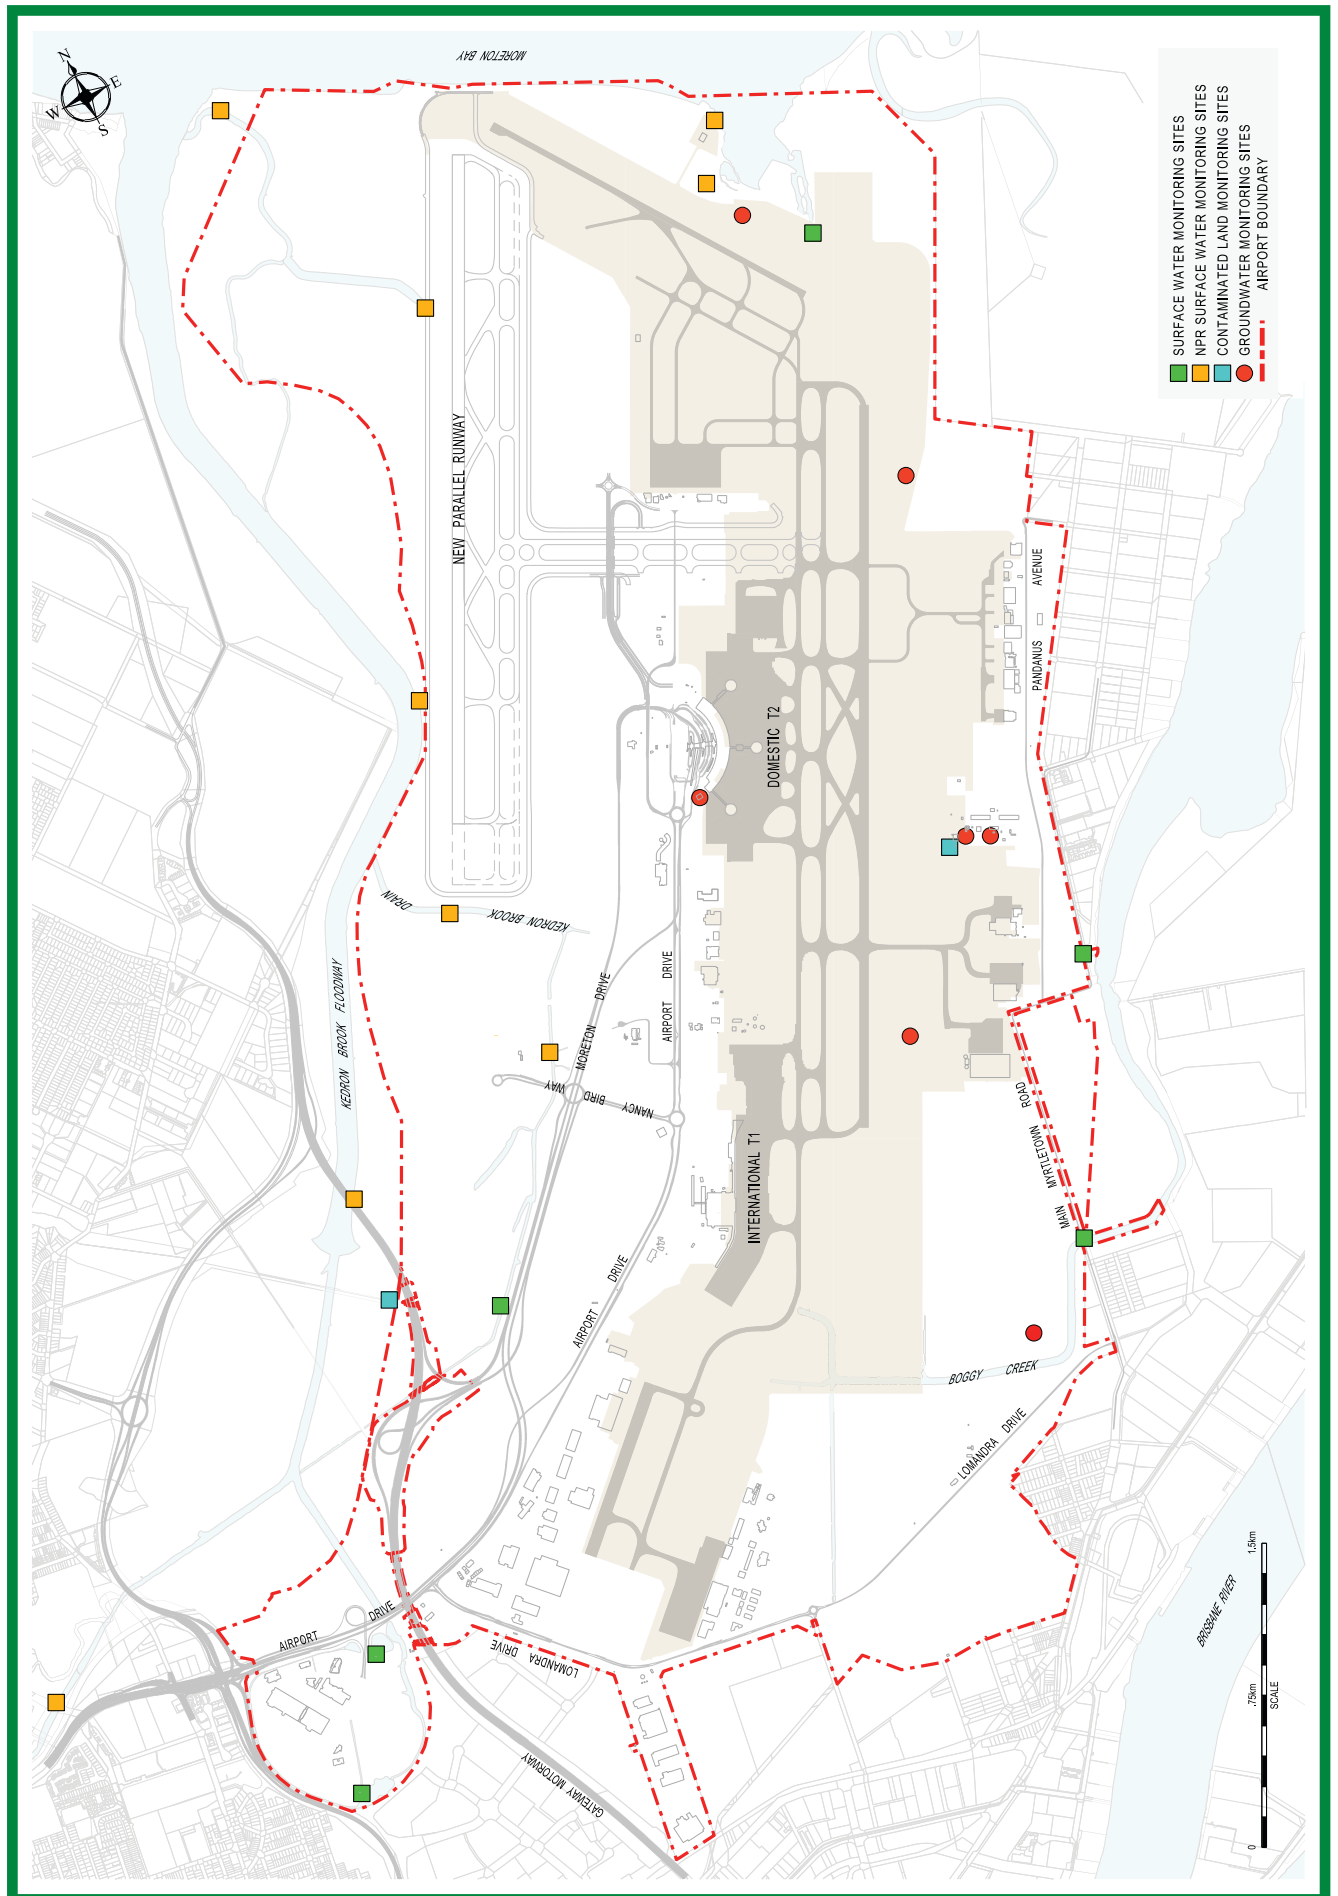 MORETON BAY
N
E
S
W
SURFACE WATER MONITORING SITES
NPR SURFACE WATER MONITORING SITES
CONTAMINATED LAND MONITORING SITES
GROUNDWATER MONITORING SITES
AIRPORT BOUNDARY
NEW PARALLEL RUNWAY
PANDANUS AVENUE
DOMESTIC T2
KEDRON BROOK DRAIN
KEDRON BROOK FLOODWAY
MORETON DRIVE
AIRPORT DRIVE
NANCY BIRD WAY
INTERNATIONAL T1
MAIN MYRTLETOWN ROAD
AIRPORT DRIVE
BOGGY CREEK
LOMANDRA DRIVE
AIRPORT DRIVE
LOMANDRA DRIVE
GATEWAY MOTORWAY
BRISBANE RIVER
0 .75km 1.5km
SCALE